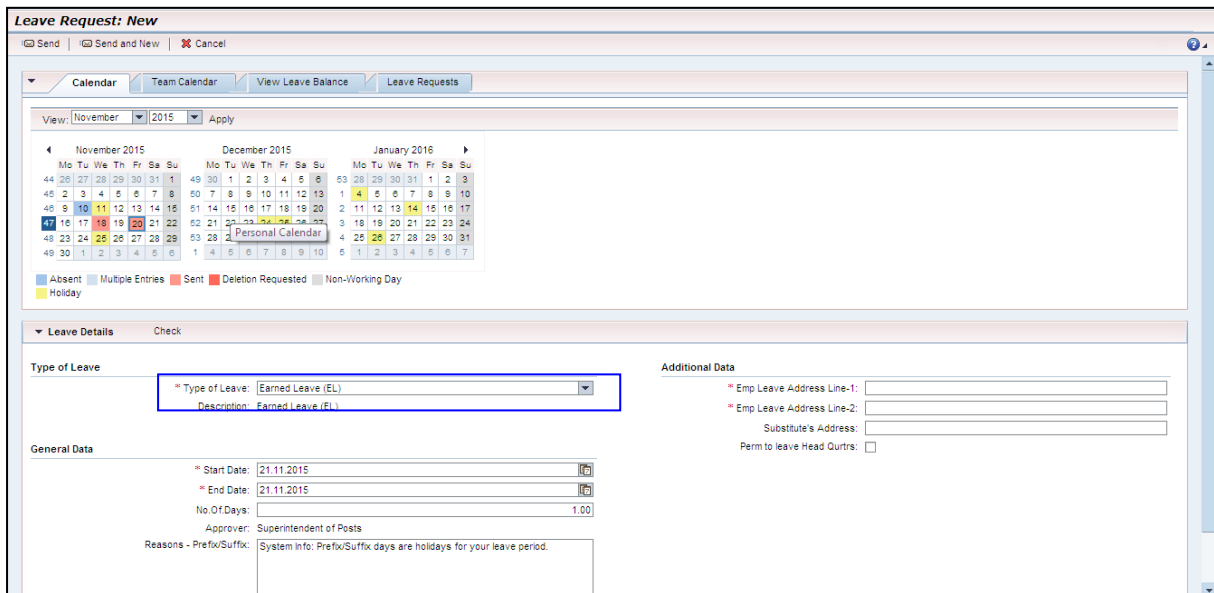 Leave Request: New
Send | Send and New | Cancel
Calendar Team Calendar View Leave Balance Leave Requests
View: November 2015 Apply
November 2015 December 2015 January 2016
Mo Tu We Th Fr Sa Su Mo Tu We Th Fr Sa Su Mo Tu We Th Fr Sa Su
44 26 27 28 29 30 31 1 49 30 1 2 3 4 5 6 53 28 29 30 31 1 2 3
45 2 3 4 5 6 7 8 50 7 8 9 10 11 12 13 1 4 5 6 7 8 9 10
46 9 10 11 12 13 14 15 51 14 15 16 17 18 19 20 2 11 12 13 14 15 16 17
47 16 17 18 19 20 21 22 52 21 3 18 19 20 21 22 23 24
Personal Calendar
48 23 24 25 26 27 28 29 53 28 4 25 26 27 28 29 30 31
49 30 1 2 3 4 5 6 1 4 5 6 7 8 9 10 5 1 2 3 4 5 6 7
Absent Multiple Entries Sent Deletion Requested Non-Working Day
Holiday
Leave Details Check
Type of Leave
* Type of Leave: Earned Leave (EL)
Description: Earned Leave (EL)
General Data
* Start Date: 21.11.2015
* End Date: 21.11.2015
No.Of.Days: 1.00
Approver: Superintendent of Posts
Reasons - Prefix/Suffix: System Info: Prefix/Suffix days are holidays for your leave period.
Additional Data
* Emp Leave Address Line-1:
* Emp Leave Address Line-2:
Substitute's Address:
Perm to leave Head Qurtrs: